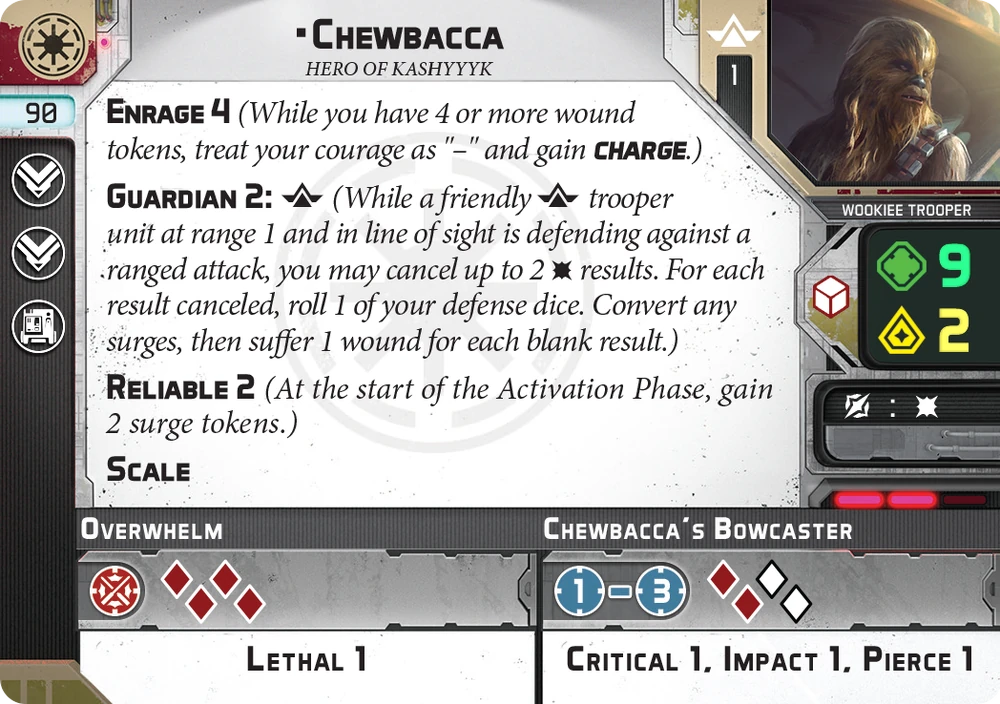 ▪Chewbacca
HERO OF KASHYYYK
90
1
Enrage 4 (While you have 4 or more wound
tokens, treat your courage as "–" and gain CHARGE.)
Guardian 2: (While a friendly trooper
unit at range 1 and in line of sight is defending against a
ranged attack, you may cancel up to 2 results. For each
result canceled, roll 1 of your defense dice. Convert any
surges, then suffer 1 wound for each blank result.)
Reliable 2 (At the start of the Activation Phase, gain
2 surge tokens.)
Scale
WOOKIEE TROOPER
9
2
:
Overwhelm
Lethal 1
Chewbacca's Bowcaster
1 – 3
Critical 1, Impact 1, Pierce 1